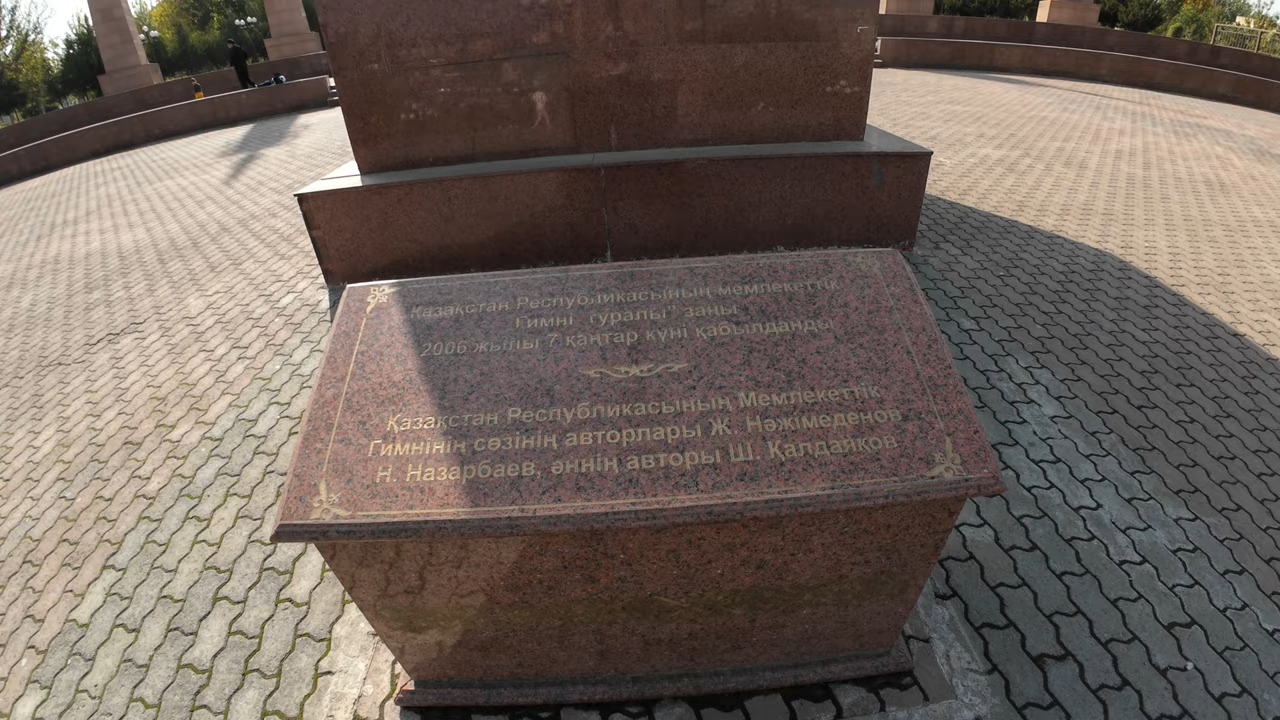 Қазақстан Республикасының мемлекеттік
Гимні туралы" заңы
2006 жылы 7 қаңтар күні қабылданды
Қазақстан Республикасының Мемлекеттік
Гимнінің сөзінің авторлары Ж. Нәжімеденов
Н. Назарбаев, әннің авторы Ш. Қалдаяқов